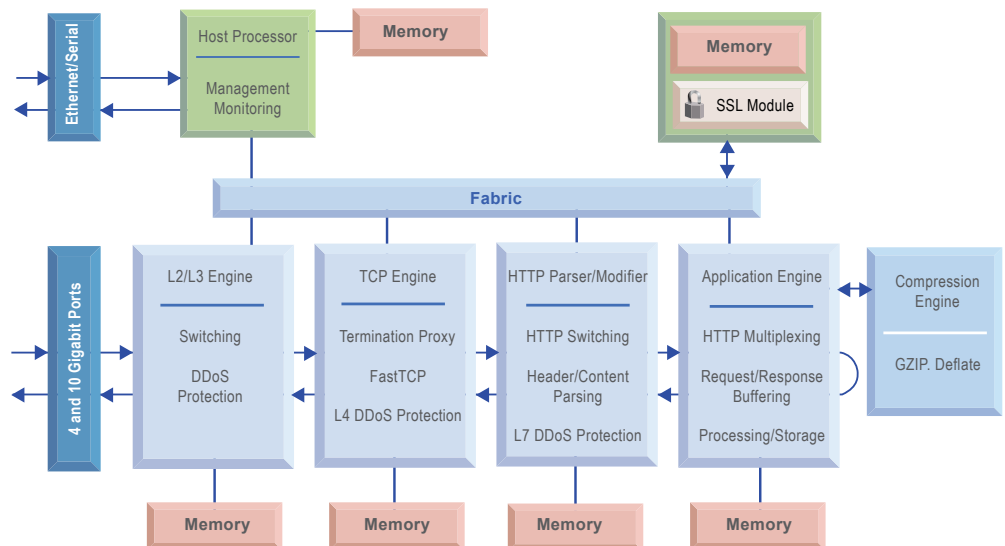 Ethernet/Serial
Host Processor
Management
Monitoring
Memory
Memory
SSL Module
Fabric
4 and 10 Gigabit Ports
L2/L3 Engine
Switching
DDoS
Protection
TCP Engine
Termination Proxy
FastTCP
L4 DDoS Protection
HTTP Parser/Modifier
HTTP Switching
Header/Content
Parsing
L7 DDoS Protection
Application Engine
HTTP Multiplexing
Request/Response
Buffering
Processing/Storage
Compression
Engine
GZIP. Deflate
Memory
Memory
Memory
Memory